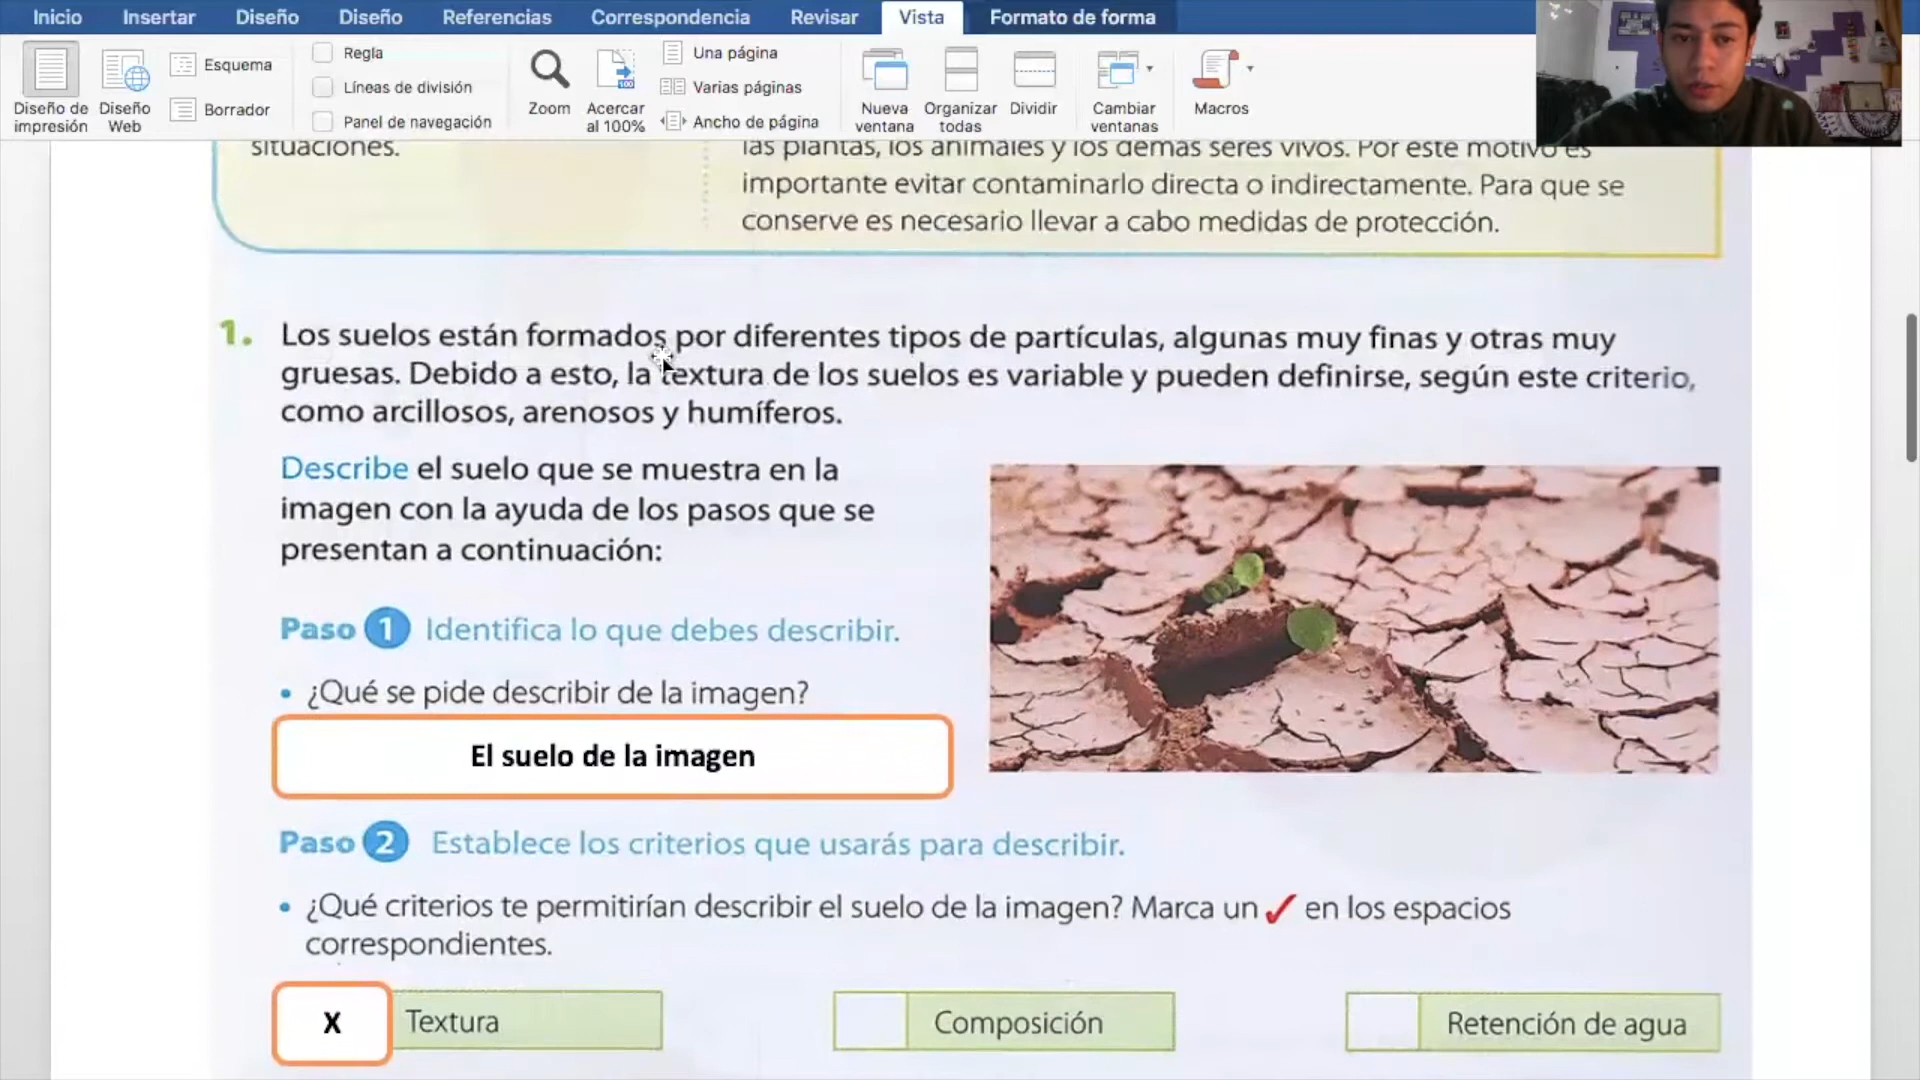 Inicio Insertar Diseño Diseño Referencias Correspondencia Revisar Vista Formato de forma
Diseño de impresión
Diseño Web
Esquema
Borrador
Regla
Líneas de división
Panel de navegación
Zoom
100
Acercar al 100%
Una página
Varias páginas
Ancho de página
Nueva ventana
Organizar todas
Dividir
Cambiar ventanas
Macros
situaciones.
las plantas, los animales y los demás seres vivos. Por este motivo es
importante evitar contaminarlo directa o indirectamente. Para que se
conserve es necesario llevar a cabo medidas de protección.
1. Los suelos están formados por diferentes tipos de partículas, algunas muy finas y otras muy
gruesas. Debido a esto, la textura de los suelos es variable y pueden definirse, según este criterio,
como arcillosos, arenosos y humíferos.
Describe el suelo que se muestra en la
imagen con la ayuda de los pasos que se
presentan a continuación:
Paso 1 Identifica lo que debes describir.
• ¿Qué se pide describir de la imagen?
El suelo de la imagen
Paso 2 Establece los criterios que usarás para describir.
• ¿Qué criterios te permitirían describir el suelo de la imagen? Marca un ✓ en los espacios
correspondientes.
X Textura Composición Retención de agua